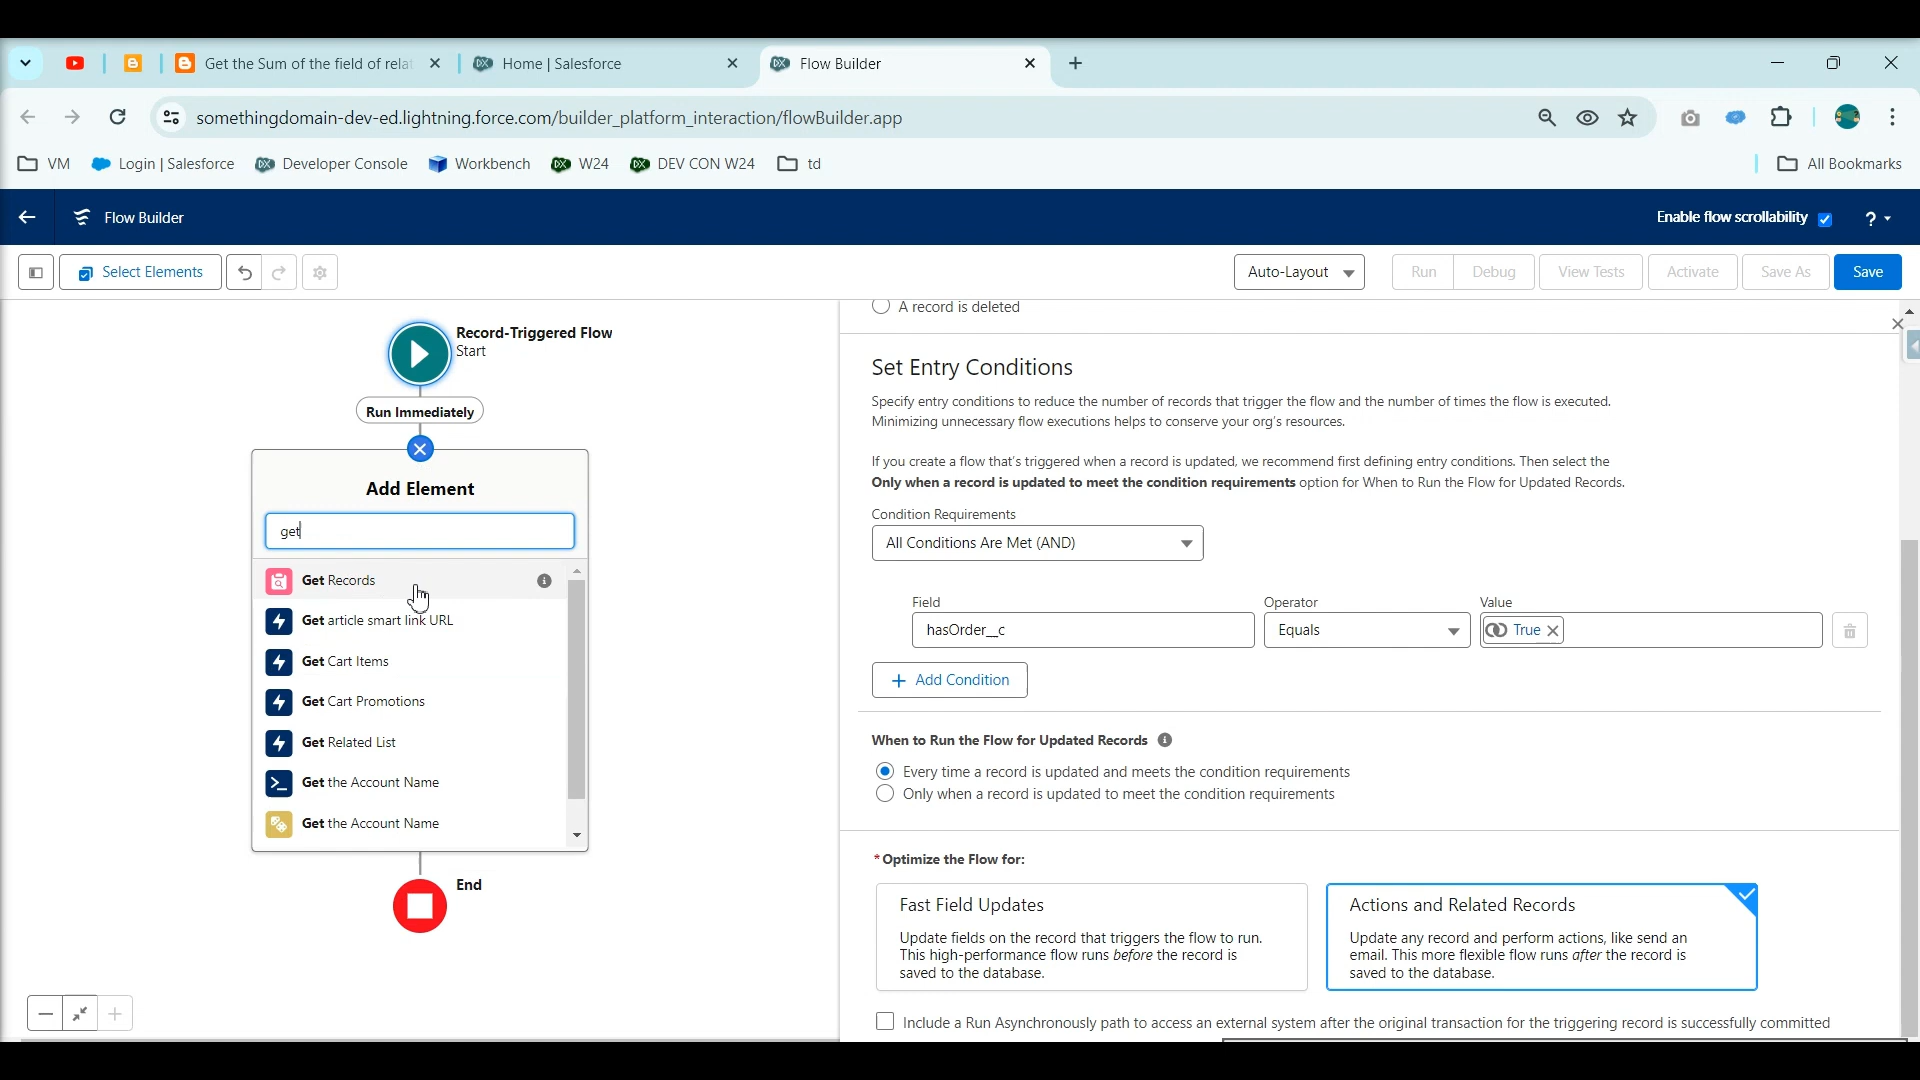 Get the Sum of the field of rela
Home | Salesforce
Flow Builder
somethingdomain-dev-ed.lightning.force.com/builder_platform_interaction/flowBuilder.app
VM
Login | Salesforce
Developer Console
Workbench
W24
DEV CON W24
td
All Bookmarks
Flow Builder
Enable flow scrollability
?
Select Elements
Auto-Layout
Run
Debug
View Tests
Activate
Save As
Save
Record-Triggered Flow
Start
Run Immediately
Add Element
get
Get Records
Get article smart link URL
Get Cart Items
Get Cart Promotions
Get Related List
Get the Account Name
Get the Account Name
End
A record is deleted
Set Entry Conditions
Specify entry conditions to reduce the number of records that trigger the flow and the number of times the flow is executed.
Minimizing unnecessary flow executions helps to conserve your org's resources.
If you create a flow that's triggered when a record is updated, we recommend first defining entry conditions. Then select the
Only when a record is updated to meet the condition requirements option for When to Run the Flow for Updated Records.
Condition Requirements
All Conditions Are Met (AND)
Field
Operator
Value
hasOrder__c
Equals
True
+ Add Condition
When to Run the Flow for Updated Records
Every time a record is updated and meets the condition requirements
Only when a record is updated to meet the condition requirements
*Optimize the Flow for:
Fast Field Updates
Update fields on the record that triggers the flow to run.
This high-performance flow runs before the record is
saved to the database.
Actions and Related Records
Update any record and perform actions, like send an
email. This more flexible flow runs after the record is
saved to the database.
Include a Run Asynchronously path to access an external system after the original transaction for the triggering record is successfully committed